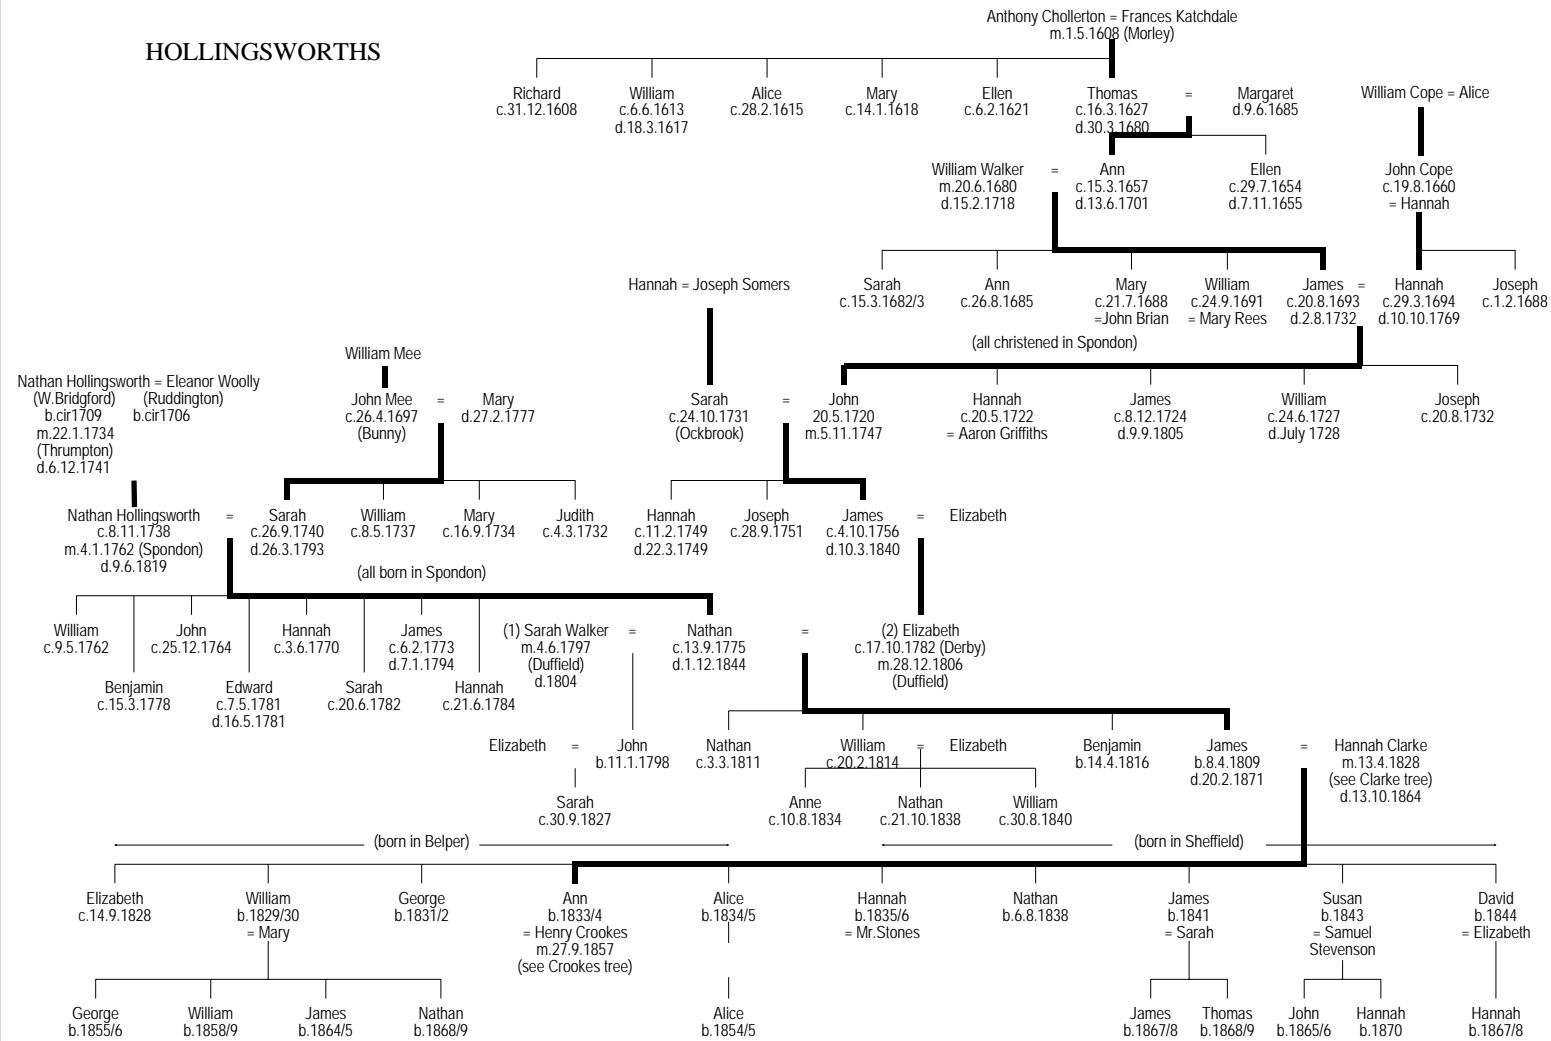 HOLLINGSWORTHS
Anthony Chollerton = Frances Katchdale
m.1.5.1608 (Morley)
Richard
c.31.12.1608
William
c.6.6.1613
d.18.3.1617
Alice
c.28.2.1615
Mary
c.14.1.1618
Ellen
c.6.2.1621
Thomas
c.16.3.1627
d.30.3.1680
=
Margaret
d.9.6.1685
William Cope = Alice
William Walker
m.20.6.1680
d.15.2.1718
=
Ann
c.15.3.1657
d.13.6.1701
Ellen
c.29.7.1654
d.7.11.1655
John Cope
c.19.8.1660
= Hannah
Hannah = Joseph Somers
Sarah
c.15.3.1682/3
Ann
c.26.8.1685
Mary
c.21.7.1688
=John Brian
William
c.24.9.1691
= Mary Rees
James
c.20.8.1693
d.2.8.1732
=
Hannah
c.29.3.1694
d.10.10.1769
Joseph
c.1.2.1688
(all christened in Spondon)
William Mee
Nathan Hollingsworth = Eleanor Woolly
(W.Bridgford) (Ruddington)
b.cir1709 b.cir1706
m.22.1.1734
(Thrumpton)
d.6.12.1741
John Mee
c.26.4.1697
(Bunny)
=
Mary
d.27.2.1777
Sarah
c.24.10.1731
(Ockbrook)
=
John
20.5.1720
m.5.11.1747
Hannah
c.20.5.1722
= Aaron Griffiths
James
c.8.12.1724
d.9.9.1805
William
c.24.6.1727
d.July 1728
Joseph
c.20.8.1732
Nathan Hollingsworth
c.8.11.1738
m.4.1.1762 (Spondon)
d.9.6.1819
=
Sarah
c.26.9.1740
d.26.3.1793
William
c.8.5.1737
Mary
c.16.9.1734
Judith
c.4.3.1732
Hannah
c.11.2.1749
d.22.3.1749
Joseph
c.28.9.1751
James
c.4.10.1756
d.10.3.1840
=
Elizabeth
(all born in Spondon)
William
c.9.5.1762
John
c.25.12.1764
Hannah
c.3.6.1770
James
c.6.2.1773
d.7.1.1794
(1) Sarah Walker
m.4.6.1797
(Duffield)
d.1804
=
Nathan
c.13.9.1775
d.1.12.1844
=
(2) Elizabeth
c.17.10.1782 (Derby)
m.28.12.1806
(Duffield)
Benjamin
c.15.3.1778
Edward
c.7.5.1781
d.16.5.1781
Sarah
c.20.6.1782
Hannah
c.21.6.1784
Elizabeth
=
John
b.11.1.1798
Nathan
c.3.3.1811
William
c.20.2.1814
=
Elizabeth
Benjamin
b.14.4.1816
James
b.8.4.1809
d.20.2.1871
=
Hannah Clarke
m.13.4.1828
(see Clarke tree)
d.13.10.1864
Sarah
c.30.9.1827
Anne
c.10.8.1834
Nathan
c.21.10.1838
William
c.30.8.1840
(born in Belper)
(born in Sheffield)
Elizabeth
c.14.9.1828
William
b.1829/30
= Mary
George
b.1831/2
Ann
b.1833/4
= Henry Crookes
m.27.9.1857
(see Crookes tree)
Alice
b.1834/5
Hannah
b.1835/6
= Mr.Stones
Nathan
b.6.8.1838
James
b.1841
= Sarah
Susan
b.1843
= Samuel
Stevenson
David
b.1844
= Elizabeth
George
b.1855/6
William
b.1858/9
James
b.1864/5
Nathan
b.1868/9
Alice
b.1854/5
James
b.1867/8
Thomas
b.1868/9
John
b.1865/6
Hannah
b.1870
Hannah
b.1867/8